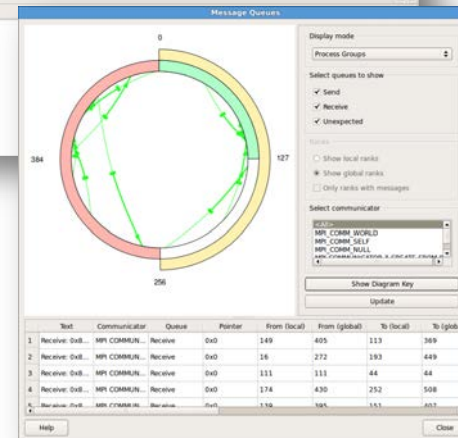 Message Queues
0
127
256
384
Display mode
Process Groups
Select queues to show
Send
Receive
Unexpected
Ranks
Show local ranks
Show global ranks
Only ranks with messages
Select communicator
<All>
MPI_COMM_WORLD
MPI_COMM_SELF
MPI_COMM_NULL
Show Diagram Key
Update
Text Communicator Queue Pointer From (local) From (global) To (local) To (glob
1 Receive: 0x8... MPI COMMUN... Receive 0x0 149 405 113 369
2 Receive: 0x8... MPI COMMUN... Receive 0x0 16 272 193 449
3 Receive: 0x8... MPI COMMUN... Receive 0x0 111 111 44 44
4 Receive: 0x8... MPI COMMUN... Receive 0x0 174 430 252 508
Help
Close